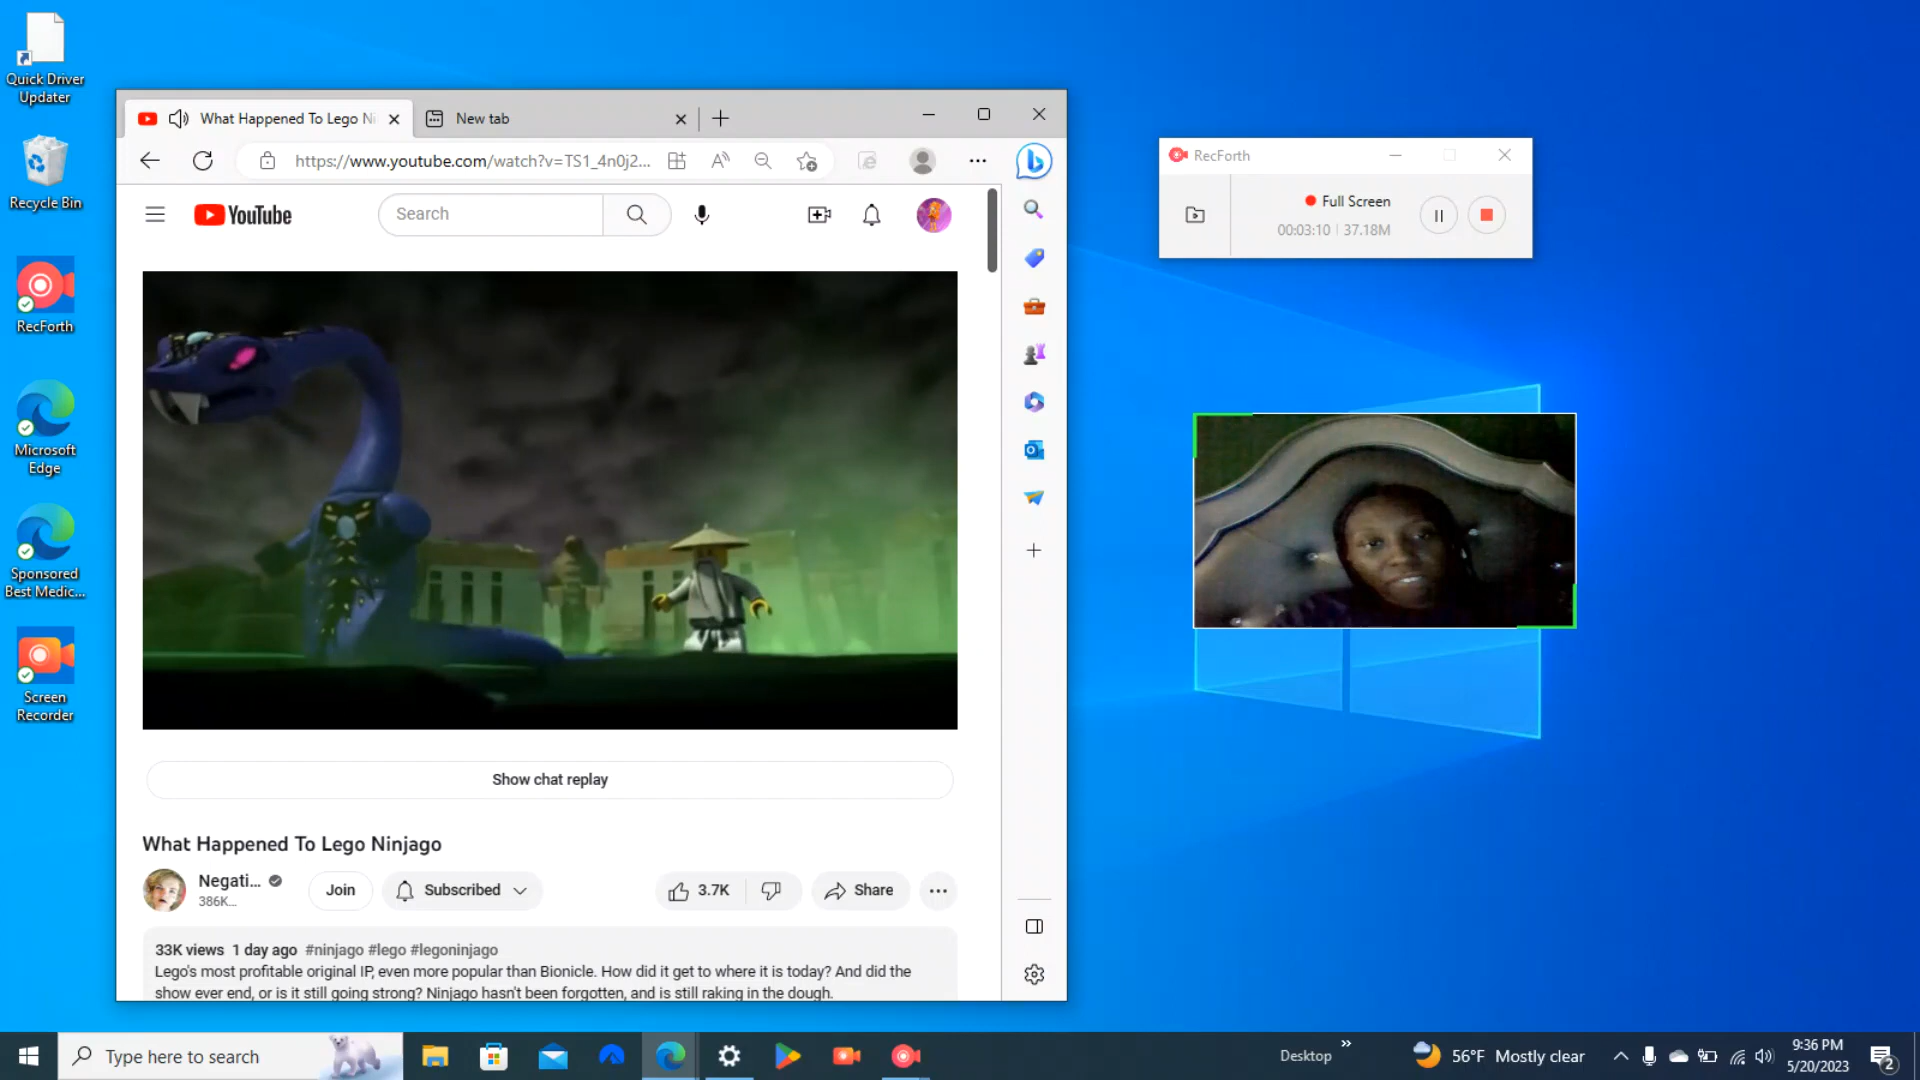 Quick Driver
Updater
Recycle Bin
RecForth
Microsoft
Edge
Sponsored
Best Medic...
Screen
Recorder
What Happened To Lego Ni
New tab
https://www.youtube.com/watch?v=TS1_4n0j2...
YouTube
Search
Show chat replay
What Happened To Lego Ninjago
Negati...
386K...
Join
Subscribed
3.7K
Share
33K views 1 day ago #ninjago #lego #legoninjago
Lego's most profitable original IP, even more popular than Bionicle. How did it get to where it is today? And did the
show ever end, or is it still going strong? Ninjago hasn't been forgotten, and is still raking in the dough.
RecForth
Full Screen
00:03:10 | 37.18M
Type here to search
Desktop
56°F Mostly clear
9:36 PM
5/20/2023
2